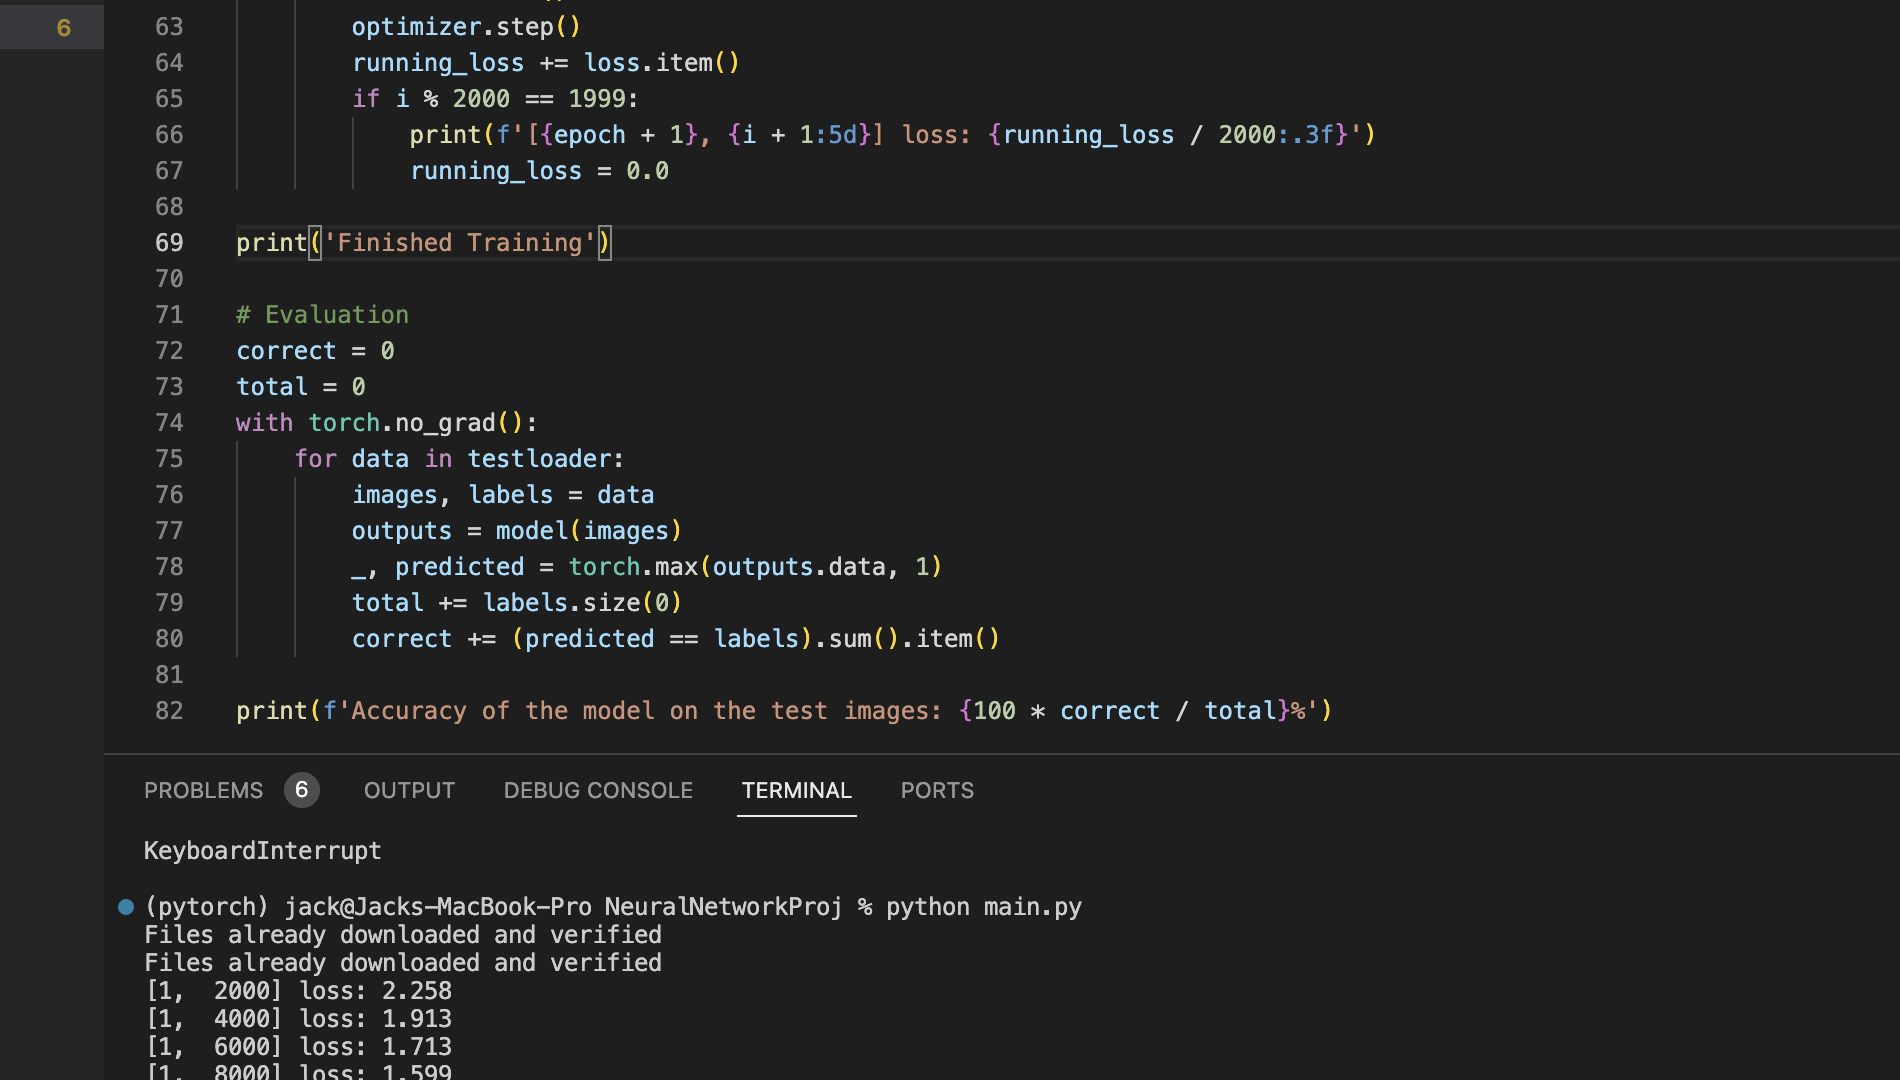 6
63 optimizer.step()
64 running_loss += loss.item()
65 if i % 2000 == 1999:
66 print(f'[{epoch + 1}, {i + 1:5d}] loss: {running_loss / 2000:.3f}')
67 running_loss = 0.0
68
69 print('Finished Training')
70
71 # Evaluation
72 correct = 0
73 total = 0
74 with torch.no_grad():
75 for data in testloader:
76 images, labels = data
77 outputs = model(images)
78 _, predicted = torch.max(outputs.data, 1)
79 total += labels.size(0)
80 correct += (predicted == labels).sum().item()
81
82 print(f'Accuracy of the model on the test images: {100 * correct / total}%')
PROBLEMS 6 OUTPUT DEBUG CONSOLE TERMINAL PORTS
KeyboardInterrupt
(pytorch) jack@Jacks-MacBook-Pro NeuralNetworkProj % python main.py
Files already downloaded and verified
Files already downloaded and verified
[1,  2000] loss: 2.258
[1,  4000] loss: 1.913
[1,  6000] loss: 1.713
[1,  8000] loss: 1.599